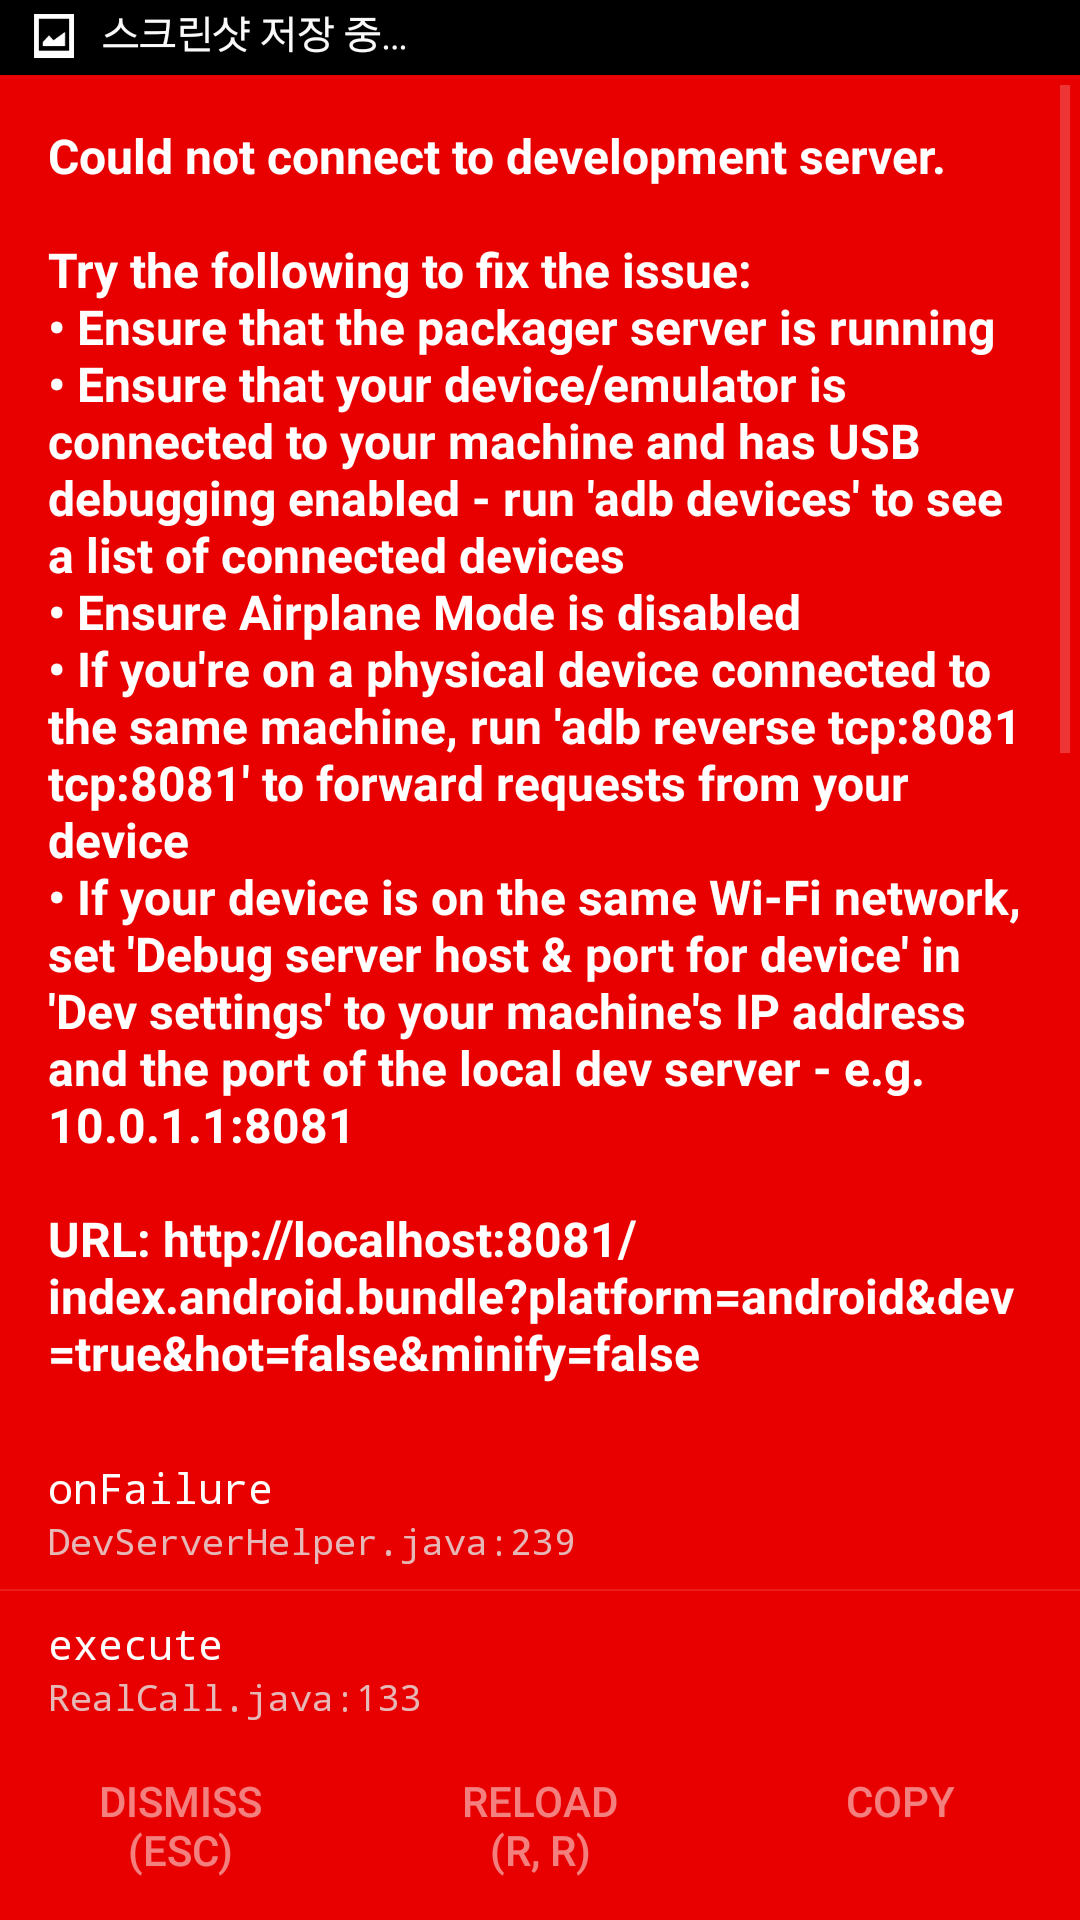 스크린샷 저장 중...
Could not connect to development server.
Try the following to fix the issue:
• Ensure that the packager server is running
• Ensure that your device/emulator is
connected to your machine and has USB
debugging enabled - run 'adb devices' to see
a list of connected devices
• Ensure Airplane Mode is disabled
• If you're on a physical device connected to
the same machine, run 'adb reverse tcp:8081
tcp:8081' to forward requests from your
device
• If your device is on the same Wi-Fi network,
set 'Debug server host & port for device' in
'Dev settings' to your machine's IP address
and the port of the local dev server - e.g.
10.0.1.1:8081
URL: http://localhost:8081/
index.android.bundle?platform=android&dev
=true&hot=false&minify=false
onFailure
DevServerHelper.java:239
execute
RealCall.java:133
DISMISS
(ESC)
RELOAD
(R, R)
COPY